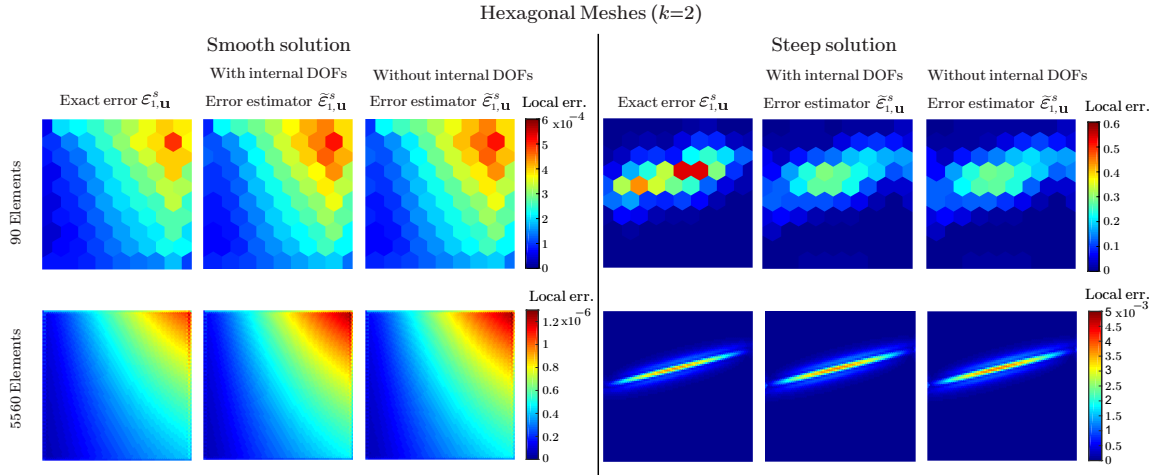 Hexagonal Meshes (k=2)
Smooth solution
Steep solution
With internal DOFs
Without internal DOFs
With internal DOFs
Without internal DOFs
Exact error ε^s_{1,u}
Error estimator ε̃^s_{1,u}
Error estimator ε̃^s_{1,u}
Local err.
Exact error ε^s_{1,u}
Error estimator ε̃^s_{1,u}
Error estimator ε̃^s_{1,u}
Local err.
90 Elements
6
x10^{-4}
5
4
3
2
1
0
0.6
0.5
0.4
0.3
0.2
0.1
0
5560 Elements
Local err.
1.2
x10^{-6}
1
0.8
0.6
0.4
0.2
0
Local err.
5
x10^{-3}
4.5
4
3.5
3
2.5
2
1.5
1
0.5
0